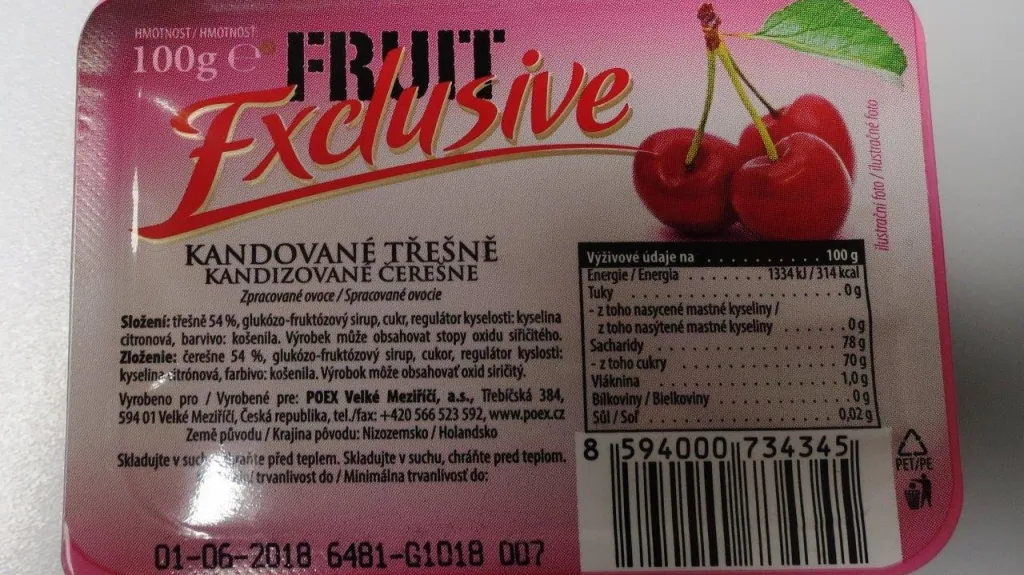 HMOTNOST / HMOTNOSŤ:
100g ℮
FRUIT
Exclusive
ilustrační foto / ilustračné foto
KANDOVANÉ TŘEŠNĚ
KANDIZOVANÉ ČEREŠNE
Zpracované ovoce / Spracované ovocie
Složení: třešně 54 %, glukózo-fruktózový sirup, cukr, regulátor kyselosti: kyselina
citronová, barvivo: košenila. Výrobek může obsahovat stopy oxidu siřičitého.
Zloženie: čerešne 54 %, glukózo-fruktózový sirup, cukor, regulátor kyslosti:
kyselina citrónová, farbivo: košenila. Výrobok môže obsahovať oxid siričitý.
Vyrobeno pro / Vyrobené pre: POEX Velké Meziříčí, a.s., Třebíčská 384,
594 01 Velké Meziříčí, Česká republika, tel./fax: +420 566 523 592, www.poex.cz
Země původu / Krajina pôvodu: Nizozemsko / Holandsko
Skladujte v před teplem. Skladujte v suchu, chráňte pred teplom.
trvanlivost do / Minimálna trvanlivosť do:
01-06-2018 6481-G1018 007
Výživové údaje na . . . . . . . . . . . 100 g
Energie / Energia . . . . . . . . . 1334 kJ / 314 kcal
Tuky . . . . . . . . . . . . . . . . . . . . . 0 g
- z toho nasycené mastné kyseliny /
z toho nasýtené mastné kyseliny . . . . . . 0 g
Sacharidy . . . . . . . . . . . . . . . . . . 78 g
- z toho cukry . . . . . . . . . . . . . . . . 70 g
Vláknina . . . . . . . . . . . . . . . . . . 1,0 g
Bílkoviny / Bielkoviny . . . . . . . . . . . . 0 g
Sůl / Soľ . . . . . . . . . . . . . . . . . . 0,02 g
8 594000 734345
PET/PE